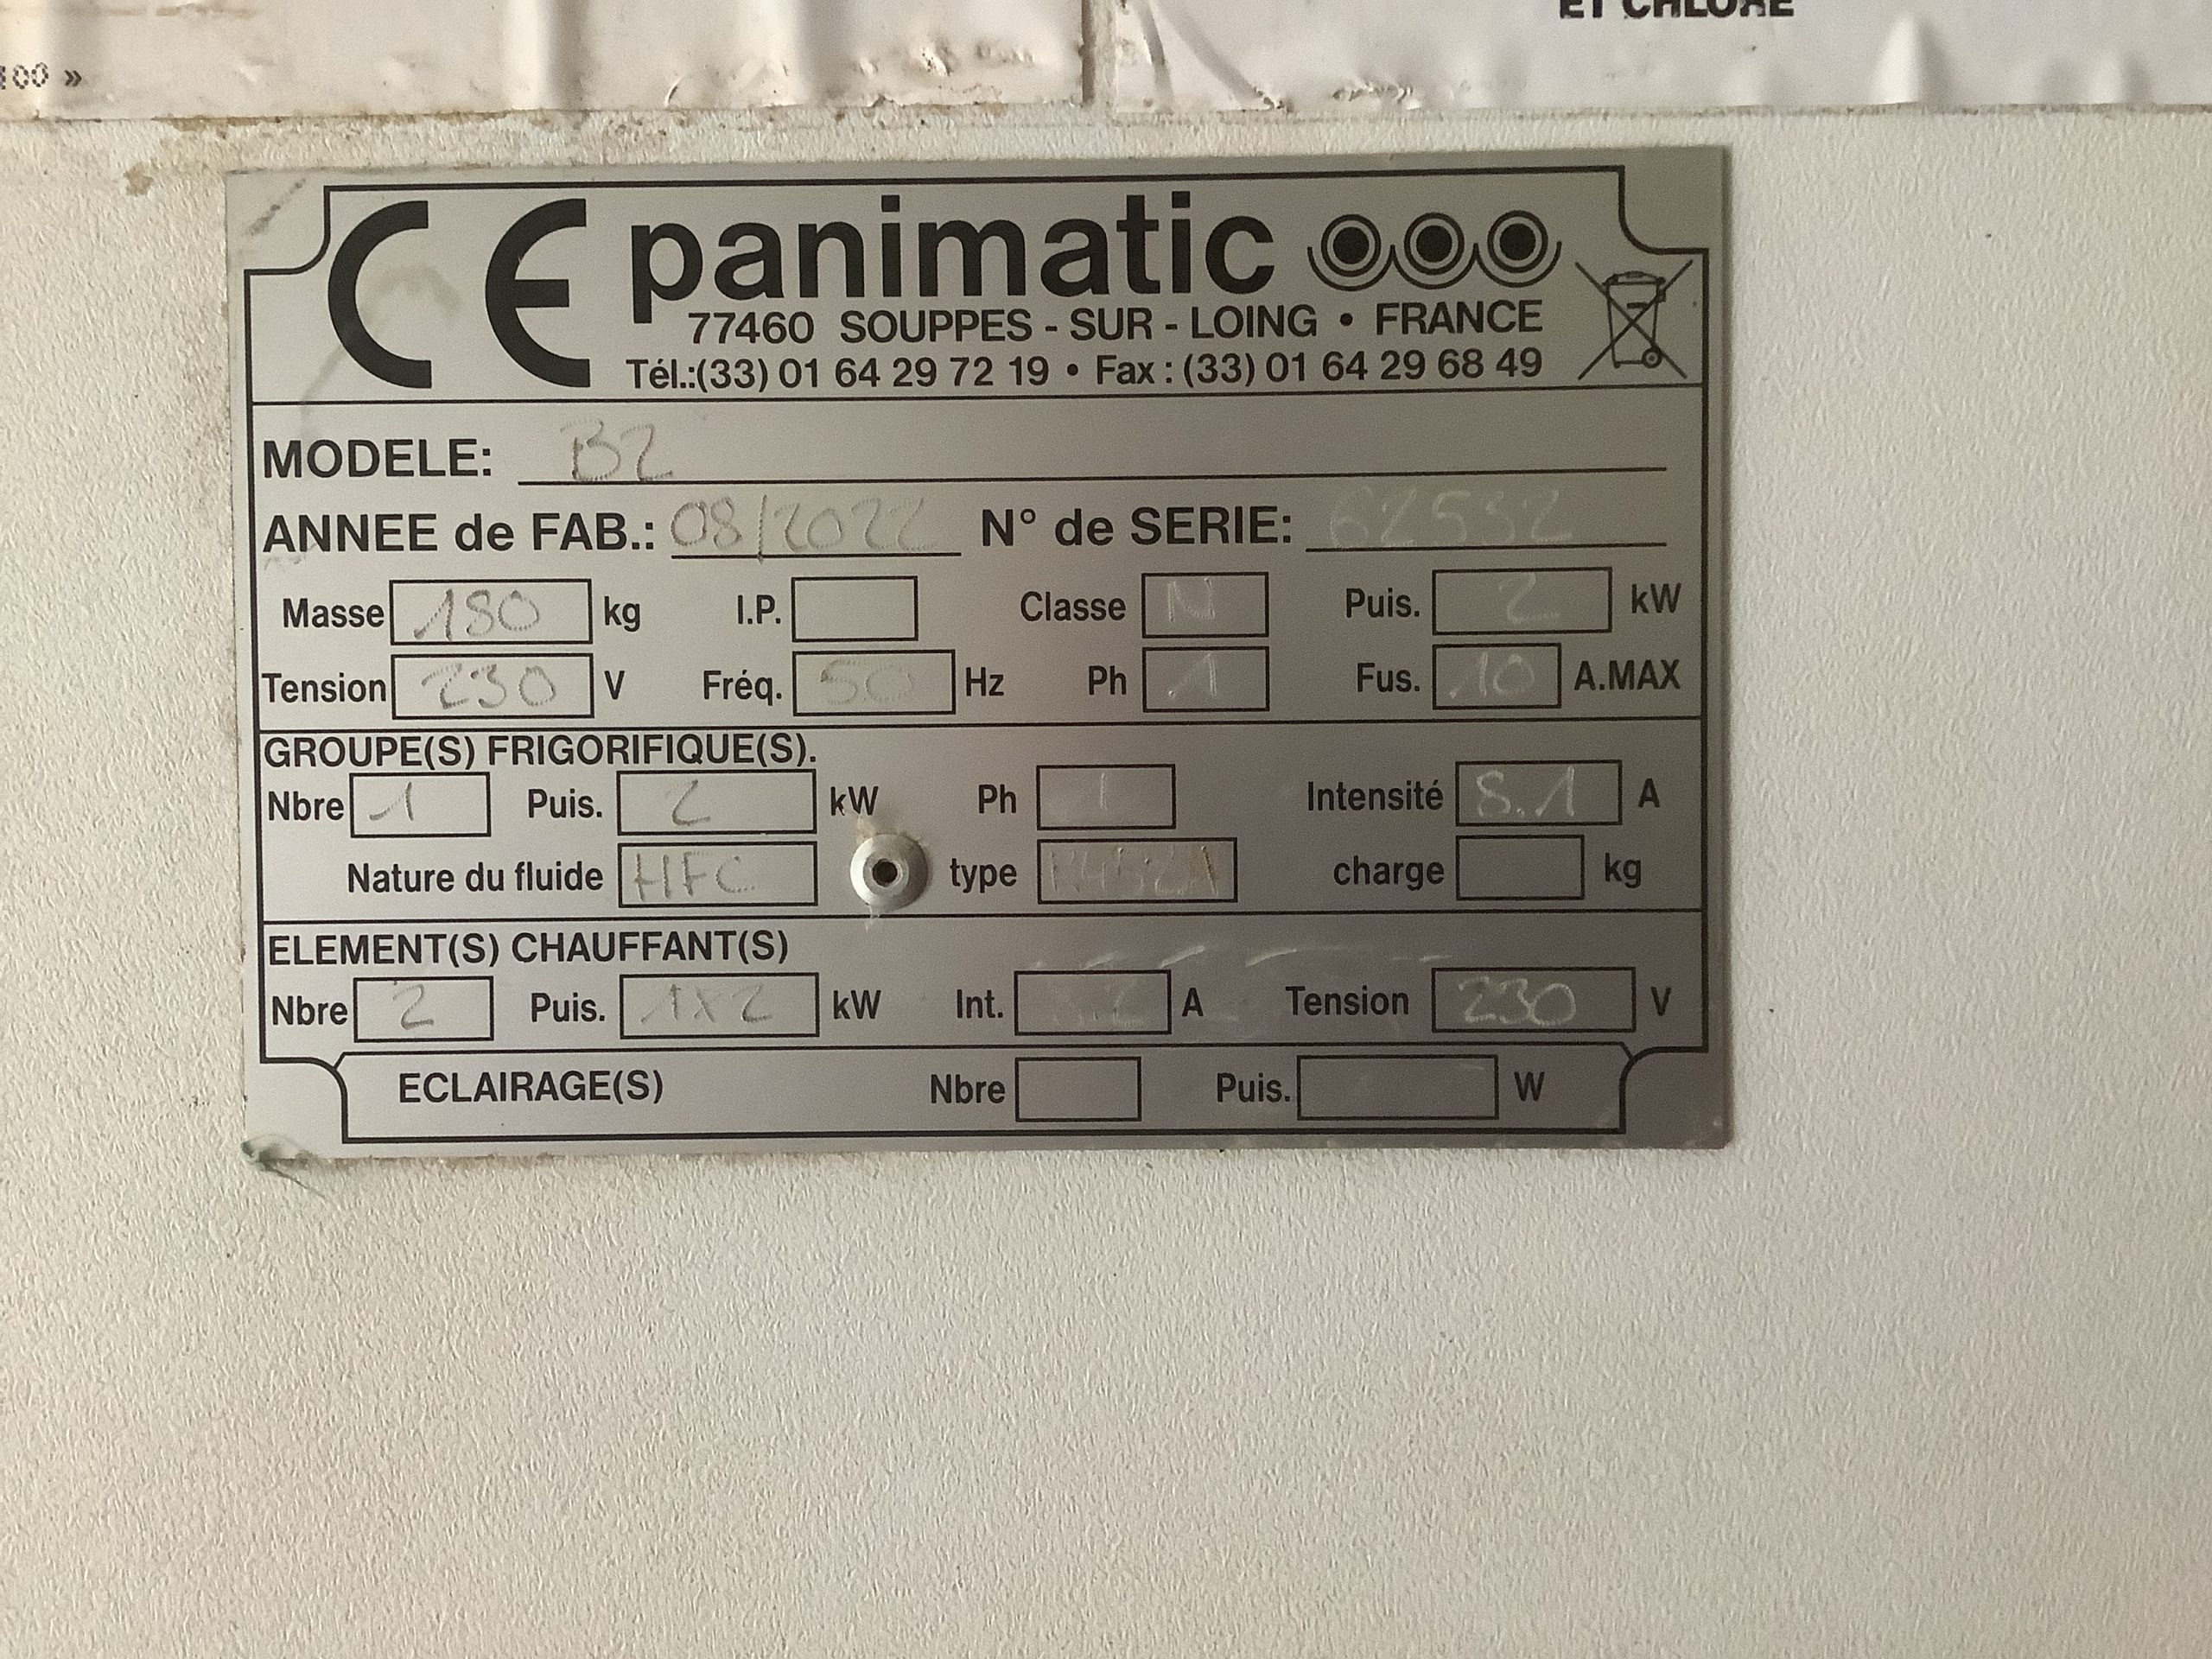 100 »
ET CHLORE
CE panimatic
77460 SOUPPES - SUR - LOING • FRANCE
Tél.:(33) 01 64 29 72 19 • Fax : (33) 01 64 29 68 49
MODELE: B2
ANNEE de FAB.: 08/2022 N° de SERIE: 62532
Masse 180 kg I.P. Classe N Puis. 2 kW
Tension 230 V Fréq. 50 Hz Ph 1 Fus. 10 A.MAX
GROUPE(S) FRIGORIFIQUE(S).
Nbre 1 Puis. 2 kW Ph 1 Intensité 8.1 A
Nature du fluide HFC type R452A charge kg
ELEMENT(S) CHAUFFANT(S)
Nbre 2 Puis. 1x2 kW Int. A Tension 230 V
ECLAIRAGE(S) Nbre Puis. W